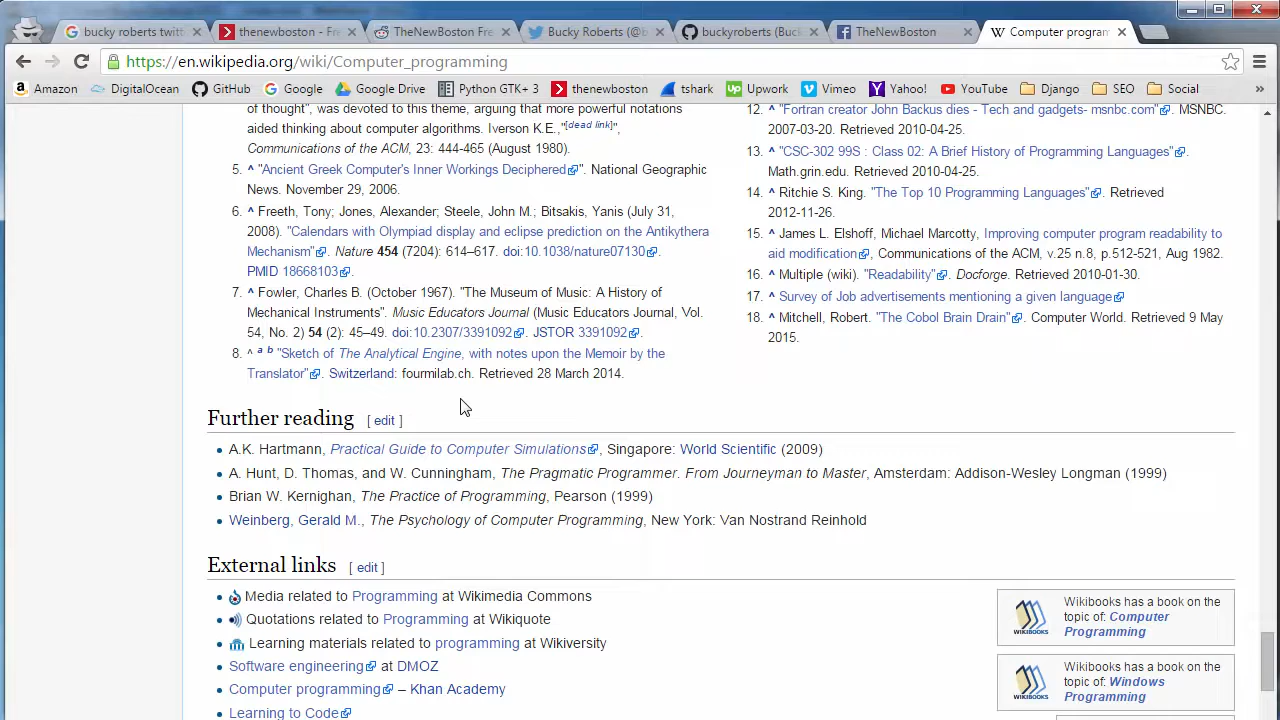 bucky roberts twitt
thenewboston - Fr
TheNewBoston Fre
Bucky Roberts (@b
buckyroberts (Buc
TheNewBoston
Computer program
https://en.wikipedia.org/wiki/Computer_programming
Amazon
DigitalOcean
GitHub
Google
Google Drive
Python GTK+ 3
thenewboston
tshark
Upwork
Vimeo
Yahoo!
YouTube
Django
SEO
Social
»
of thought", was devoted to this theme, arguing that more powerful notations
aided thinking about computer algorithms. Iverson K.E.,"[dead link]",
Communications of the ACM, 23: 444-465 (August 1980).
5. ^ "Ancient Greek Computer's Inner Workings Deciphered". National Geographic
News. November 29, 2006.
6. ^ Freeth, Tony; Jones, Alexander; Steele, John M.; Bitsakis, Yanis (July 31,
2008). "Calendars with Olympiad display and eclipse prediction on the Antikythera
Mechanism". Nature 454 (7204): 614–617. doi:10.1038/nature07130.
PMID 18668103.
7. ^ Fowler, Charles B. (October 1967). "The Museum of Music: A History of
Mechanical Instruments". Music Educators Journal (Music Educators Journal, Vol.
54, No. 2) 54 (2): 45–49. doi:10.2307/3391092. JSTOR 3391092.
8. ^ a b "Sketch of The Analytical Engine, with notes upon the Memoir by the
Translator". Switzerland: fourmilab.ch. Retrieved 28 March 2014.
12. ^ "Fortran creator John Backus dies - Tech and gadgets- msnbc.com". MSNBC.
2007-03-20. Retrieved 2010-04-25.
13. ^ "CSC-302 99S : Class 02: A Brief History of Programming Languages".
Math.grin.edu. Retrieved 2010-04-25.
14. ^ Ritchie S. King. "The Top 10 Programming Languages". Retrieved
2012-11-26.
15. ^ James L. Elshoff, Michael Marcotty, Improving computer program readability to
aid modification, Communications of the ACM, v.25 n.8, p.512-521, Aug 1982.
16. ^ Multiple (wiki). "Readability". Docforge. Retrieved 2010-01-30.
17. ^ Survey of Job advertisements mentioning a given language
18. ^ Mitchell, Robert. "The Cobol Brain Drain". Computer World. Retrieved 9 May
2015.
Further reading [ edit ]
• A.K. Hartmann, Practical Guide to Computer Simulations, Singapore: World Scientific (2009)
• A. Hunt, D. Thomas, and W. Cunningham, The Pragmatic Programmer. From Journeyman to Master, Amsterdam: Addison-Wesley Longman (1999)
• Brian W. Kernighan, The Practice of Programming, Pearson (1999)
• Weinberg, Gerald M., The Psychology of Computer Programming, New York: Van Nostrand Reinhold
External links [ edit ]
• Media related to Programming at Wikimedia Commons
• Quotations related to Programming at Wikiquote
• Learning materials related to programming at Wikiversity
• Software engineering at DMOZ
• Computer programming – Khan Academy
• Learning to Code
WIKIBOOKS
Wikibooks has a book on the
topic of: Computer
Programming
WIKIBOOKS
Wikibooks has a book on the
topic of: Windows
Programming